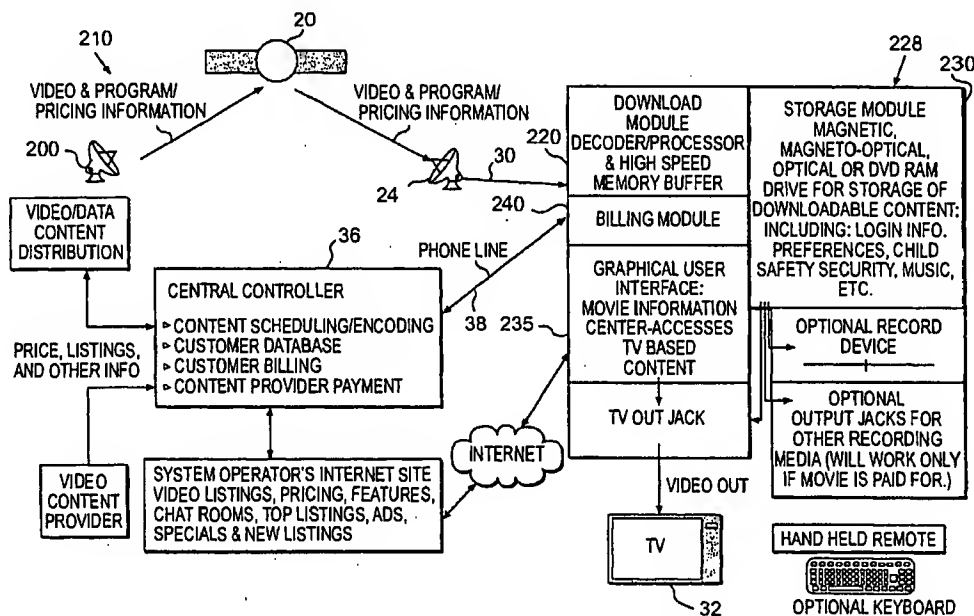 20
210
VIDEO & PROGRAM/
PRICING INFORMATION
VIDEO & PROGRAM/
PRICING INFORMATION
200
24
30
VIDEO/DATA
CONTENT
DISTRIBUTION
36
CENTRAL CONTROLLER
▷ CONTENT SCHEDULING/ENCODING
▷ CUSTOMER DATABASE
▷ CUSTOMER BILLING
▷ CONTENT PROVIDER PAYMENT
PRICE, LISTINGS,
AND OTHER INFO
VIDEO CONTENT
PROVIDER
SYSTEM OPERATOR'S INTERNET SITE
VIDEO LISTINGS, PRICING, FEATURES,
CHAT ROOMS, TOP LISTINGS, ADS,
SPECIALS & NEW LISTINGS
PHONE LINE
38
INTERNET
228
230
220
DOWNLOAD
MODULE
DECODER/PROCESSOR
& HIGH SPEED
MEMORY BUFFER
240
BILLING MODULE
235
GRAPHICAL USER
INTERFACE:
MOVIE INFORMATION
CENTER-ACCESSES
TV BASED
CONTENT
TV OUT JACK
STORAGE MODULE
MAGNETIC,
MAGNETO-OPTICAL,
OPTICAL OR DVD RAM
DRIVE FOR STORAGE OF
DOWNLOADABLE CONTENT:
INCLUDING: LOGIN INFO.
PREFERENCES, CHILD
SAFETY SECURITY, MUSIC,
ETC.
OPTIONAL RECORD
DEVICE
OPTIONAL
OUTPUT JACKS FOR
OTHER RECORDING
MEDIA (WILL WORK ONLY
IF MOVIE IS PAID FOR.)
VIDEO OUT
TV
32
HAND HELD REMOTE
OPTIONAL KEYBOARD